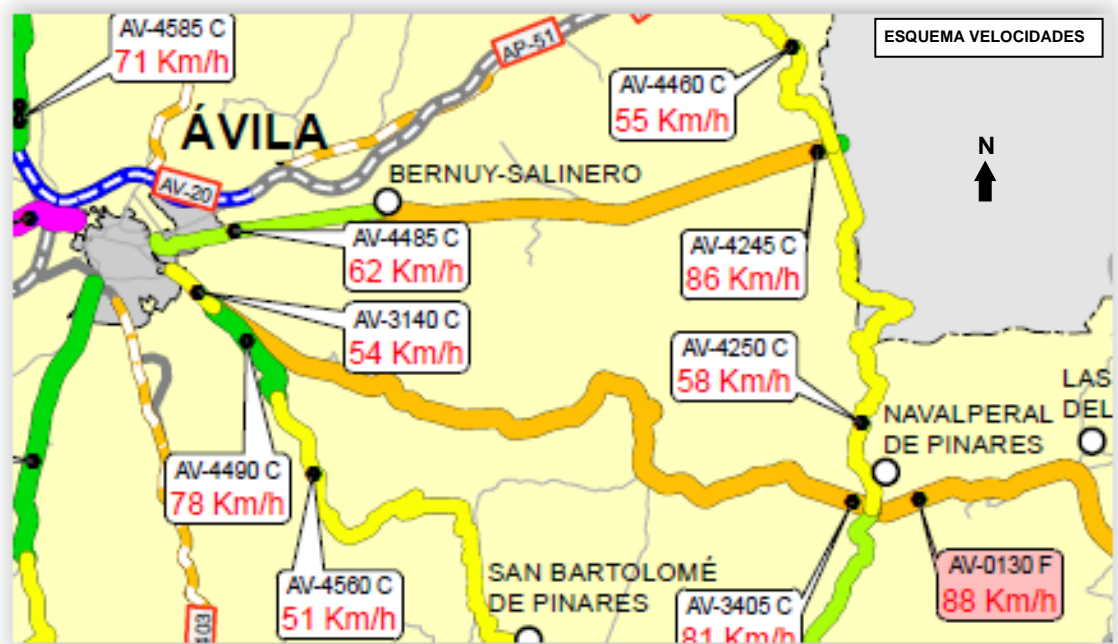 AV-4585 C
71 Km/h
AP-51
ESQUEMA VELOCIDADES
AV-4460 C
55 Km/h
ÁVILA
N
AV-20
BERNUY-SALINERO
AV-4485 C
62 Km/h
AV-4245 C
86 Km/h
AV-3140 C
54 Km/h
AV-4250 C
58 Km/h
LAS
DEL
NAVALPERAL
DE PINARES
AV-4490 C
78 Km/h
AV-4560 C
51 Km/h
SAN BARTOLOMÉ
DE PINARES
AV-3405 C
81 Km/h
AV-0130 F
88 Km/h